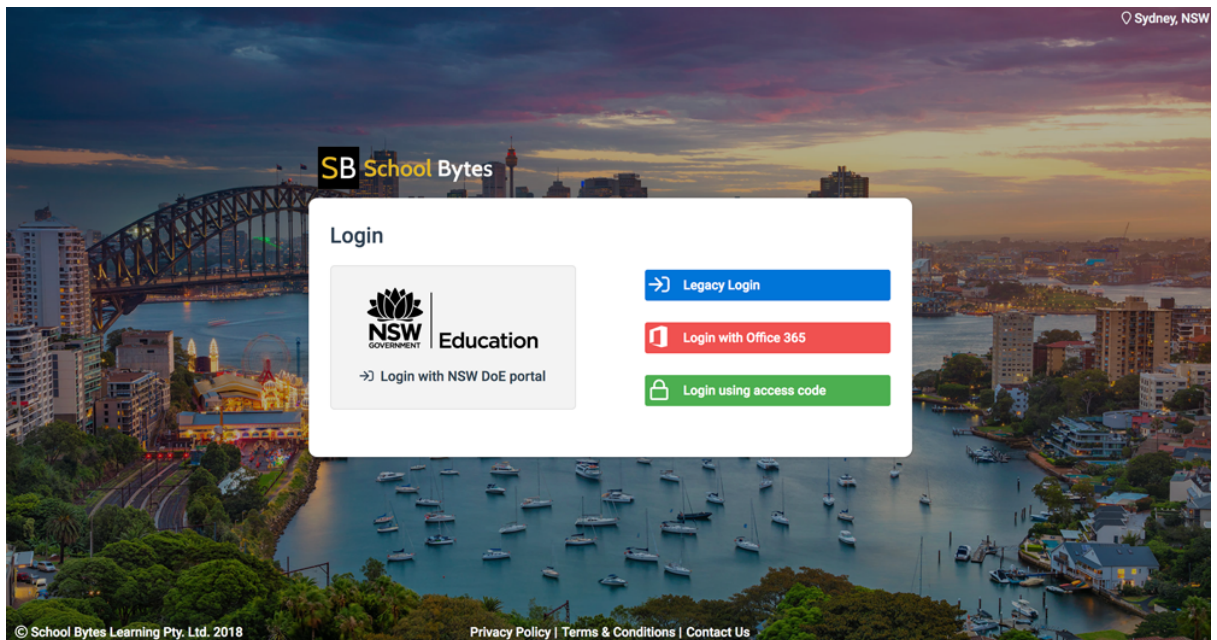 Sydney, NSW
SB School Bytes
Login
NSW
GOVERNMENT
Education
Login with NSW DoE portal
Legacy Login
Login with Office 365
Login using access code
© School Bytes Learning Pty. Ltd. 2018
Privacy Policy | Terms & Conditions | Contact Us